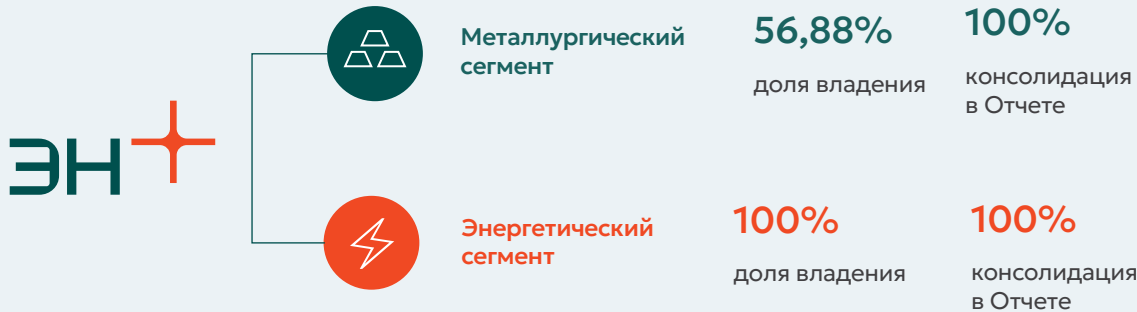 ЭН+
Металлургический
сегмент
56,88%
доля владения
100%
консолидация
в Отчете
Энергетический
сегмент
100%
доля владения
100%
консолидация
в Отчете